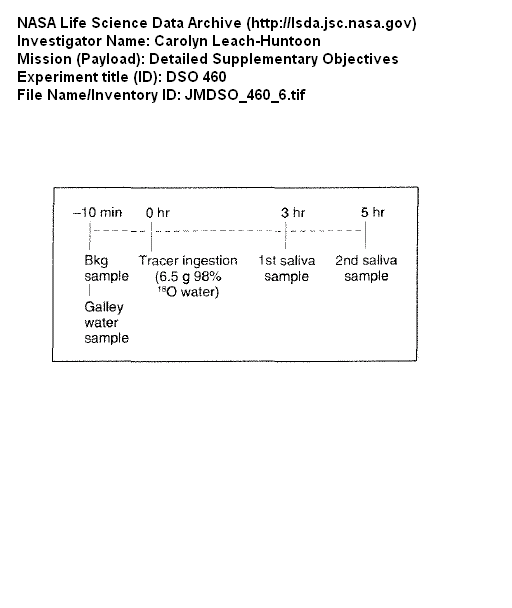 NASA Life Science Data Archive (http://lsda.jsc.nasa.gov)
Investigator Name: Carolyn Leach-Huntoon
Mission (Payload): Detailed Supplementary Objectives
Experiment title (ID): DSO 460
File Name/Inventory ID: JMDSO_460_6.tif
–10 min 0 hr 3 hr 5 hr
Bkg sample
Galley water sample
Tracer ingestion
(6.5 g 98%
¹⁸O water)
1st saliva sample
2nd saliva sample